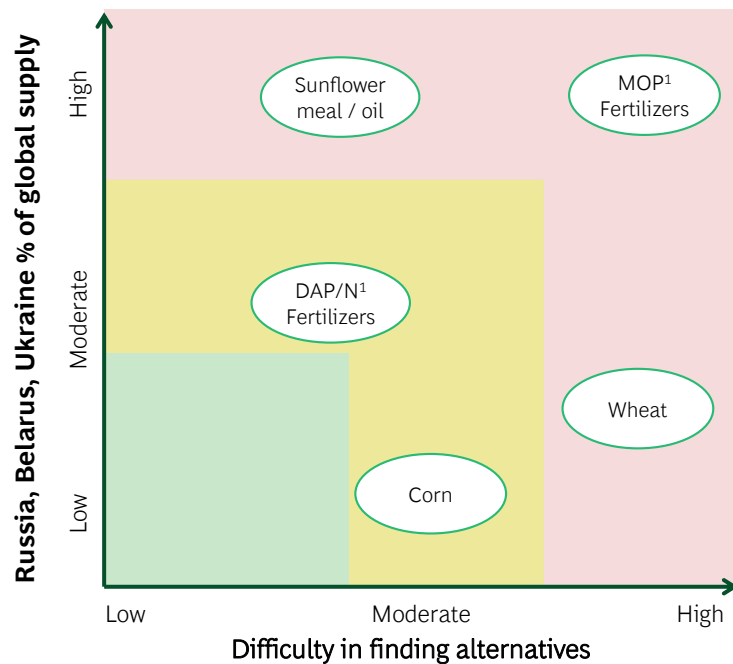 Russia, Belarus, Ukraine % of global supply
High
Moderate
Low
Sunflower
meal / oil
MOP¹
Fertilizers
DAP/N¹
Fertilizers
Wheat
Corn
Low
Moderate
High
Difficulty in finding alternatives